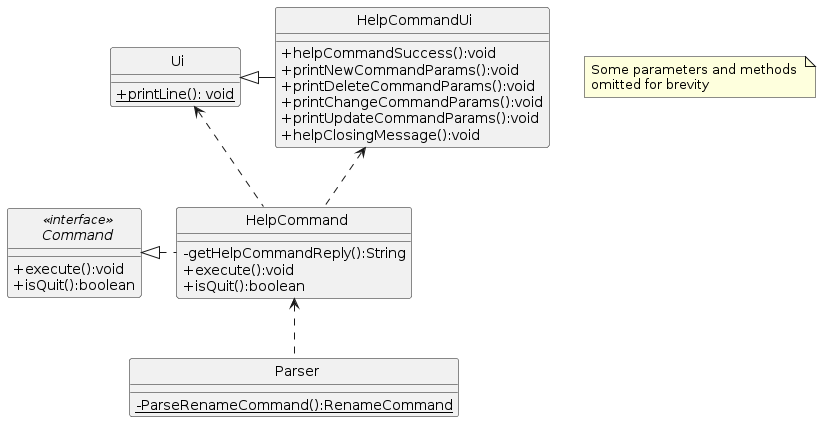 HelpCommandUi
+helpCommandSuccess():void
+printNewCommandParams():void
+printDeleteCommandParams():void
+printChangeCommandParams():void
+printUpdateCommandParams():void
+helpClosingMessage():void
Ui
+printLine(): void
Some parameters and methods
omitted for brevity
«interface»
Command
+execute():void
+isQuit():boolean
HelpCommand
-getHelpCommandReply():String
+execute():void
+isQuit():boolean
Parser
-ParseRenameCommand():RenameCommand